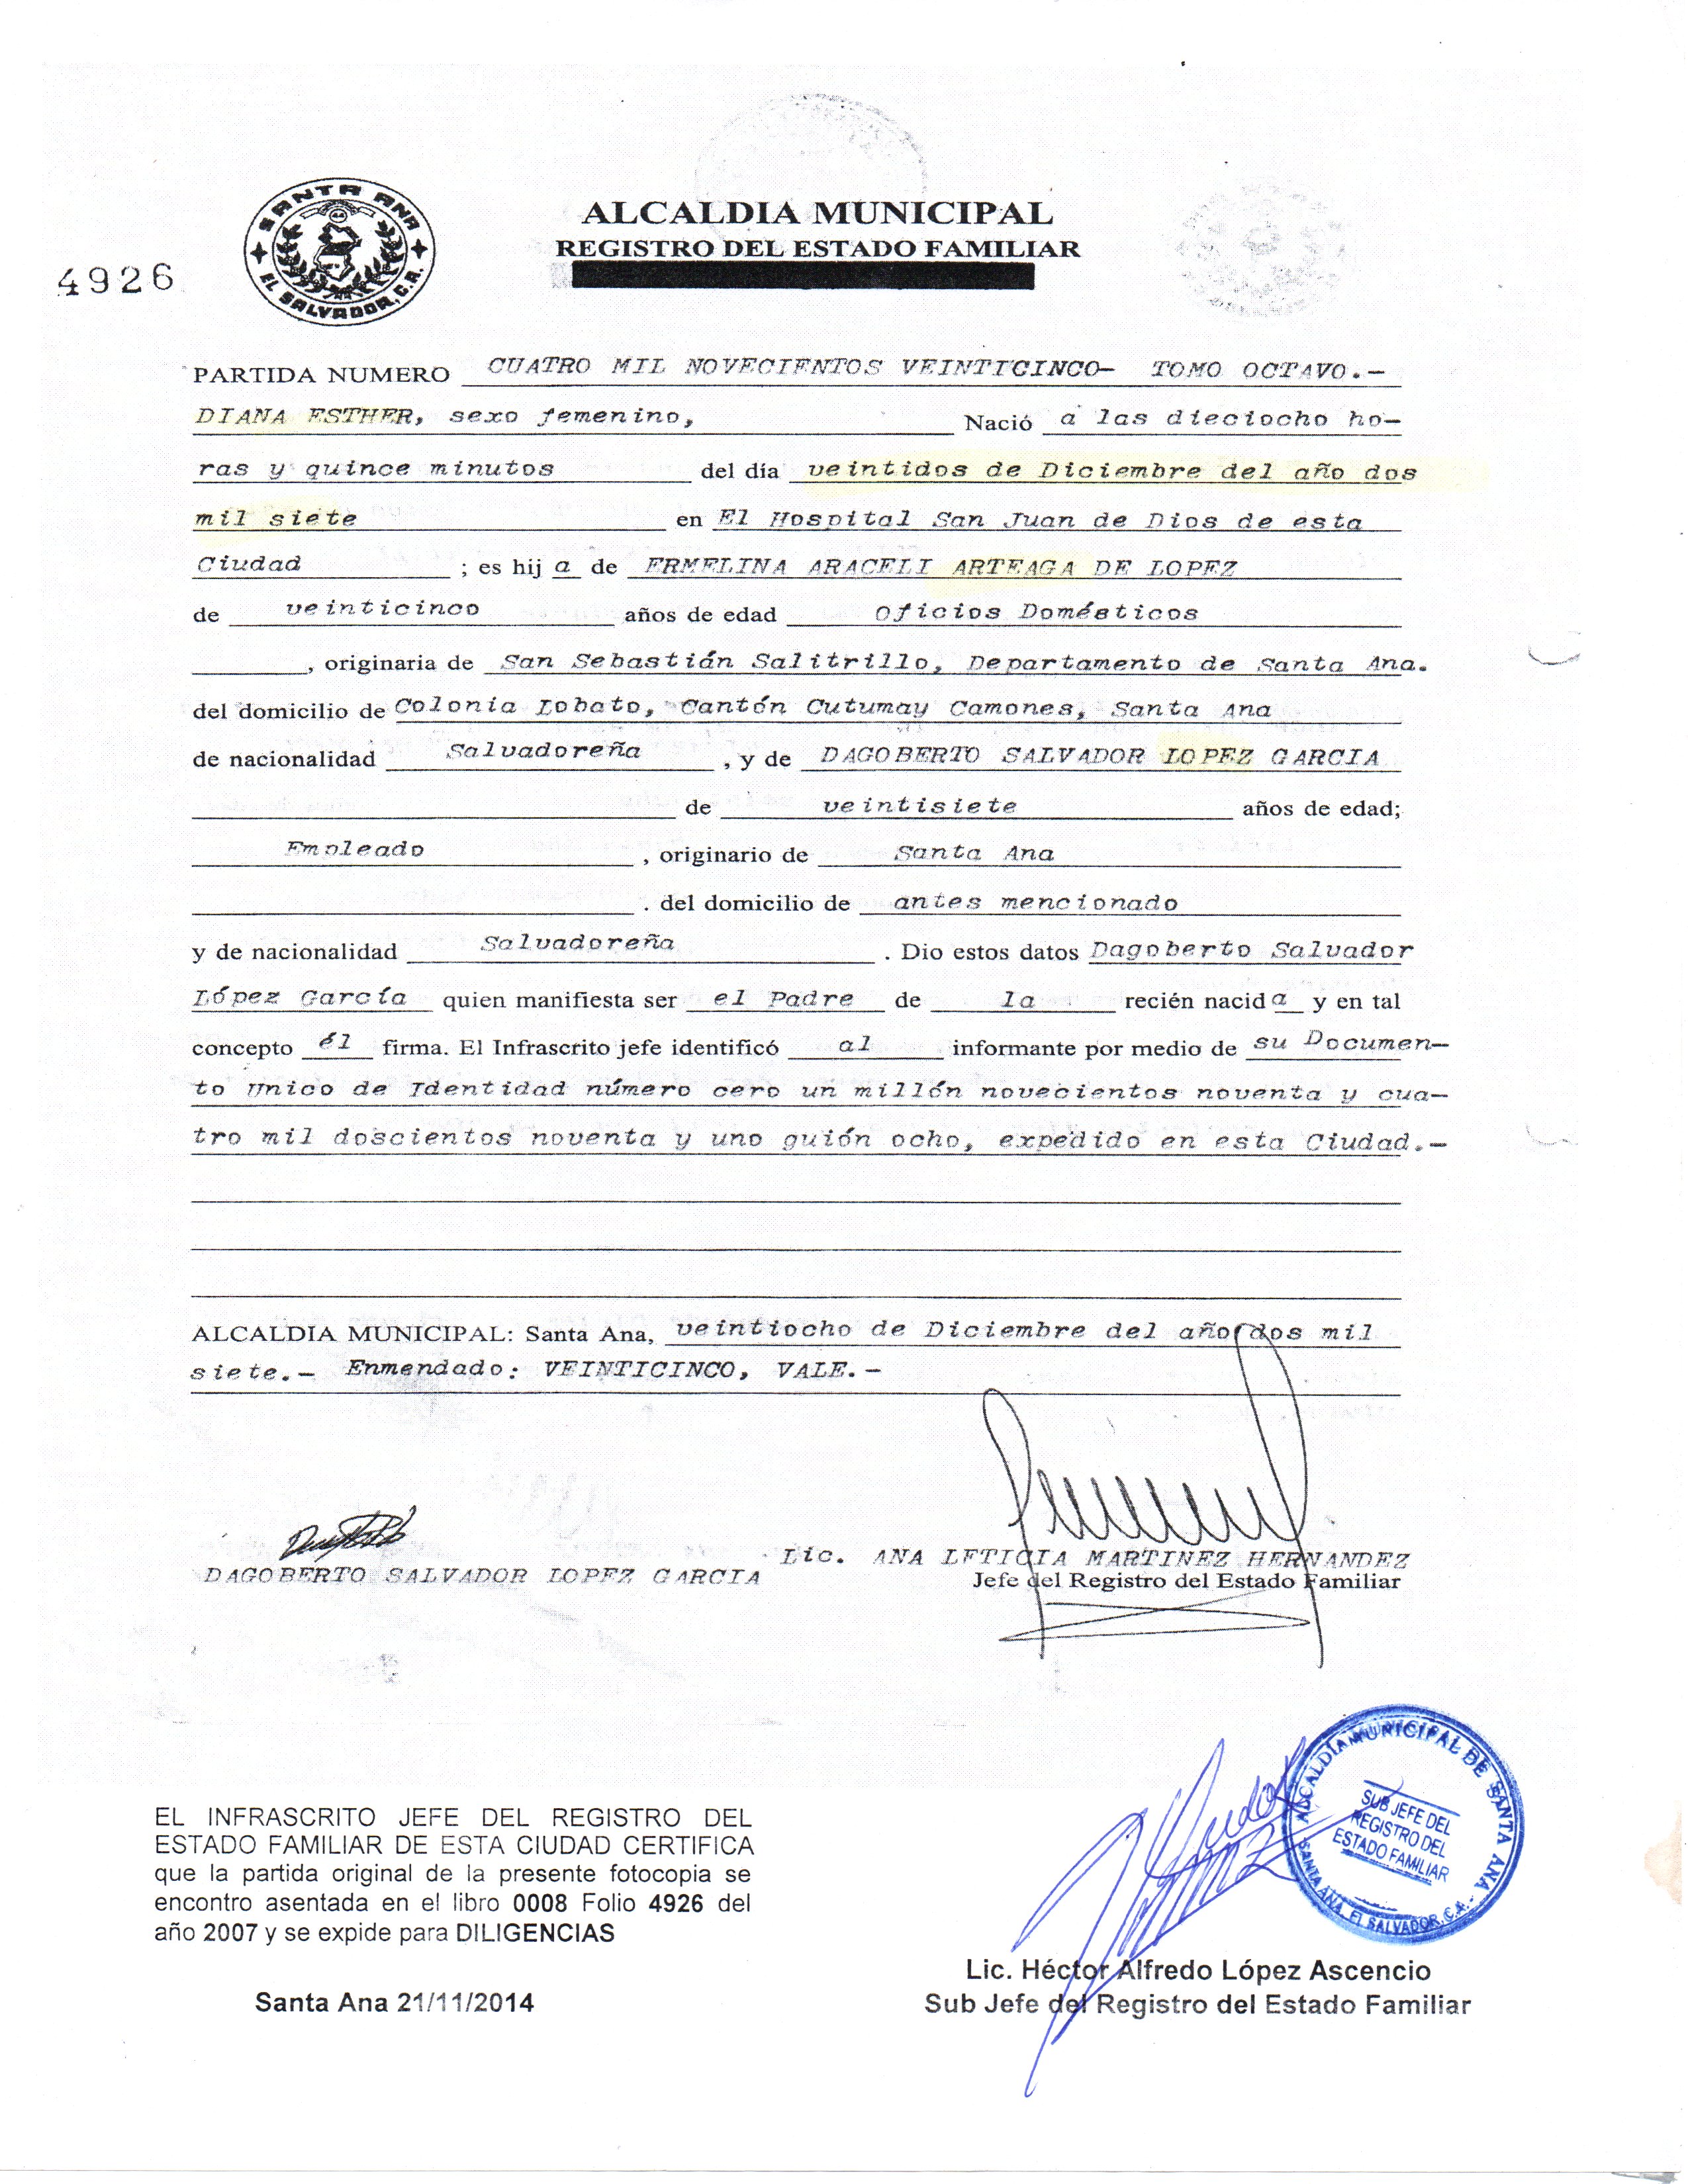 ALCALDIA MUNICIPAL
REGISTRO DEL ESTADO FAMILIAR
SANTA ANA
EL SALVADOR, C.A.
4926
PARTIDA NUMERO CUATRO MIL NOVECIENTOS VEINTICINCO- TOMO OCTAVO.-
DIANA ESTHER, sexo femenino, Nació a las dieciocho ho-
ras y quince minutos del día veintidos de Diciembre del año dos
mil siete en El Hospital San Juan de Dios de esta
Ciudad ; es hij a de ERMELINA ARACELI ARTEAGA DE LOPEZ
de veinticinco años de edad Oficios Domésticos
, originaria de San Sebastián Salitrillo, Departamento de Santa Ana.
del domicilio de Colonia Lobato, Cantón Cutumay Camones, Santa Ana
de nacionalidad Salvadoreña , y de DAGOBERTO SALVADOR LOPEZ GARCIA
de veintisiete años de edad;
Empleado , originario de Santa Ana
. del domicilio de antes mencionado
y de nacionalidad Salvadoreña . Dio estos datos Dagoberto Salvador
López García quien manifiesta ser el Padre de la recién nacid a y en tal
concepto él firma. El Infrascrito jefe identificó al informante por medio de su Documen-
to Unico de Identidad número cero un millón novecientos noventa y cua-
tro mil doscientos noventa y uno guión ocho, expedido en esta Ciudad.-
ALCALDIA MUNICIPAL: Santa Ana, veintiocho de Diciembre del año dos mil
siete.- Enmendado: VEINTICINCO, VALE.-
DAGOBERTO SALVADOR LOPEZ GARCIA
Lic. ANA LETICIA MARTINEZ HERNANDEZ
Jefe del Registro del Estado Familiar
EL INFRASCRITO JEFE DEL REGISTRO DEL
ESTADO FAMILIAR DE ESTA CIUDAD CERTIFICA
que la partida original de la presente fotocopia se
encontro asentada en el libro 0008 Folio 4926 del
año 2007 y se expide para DILIGENCIAS
Santa Ana 21/11/2014
ALCALDÍA MUNICIPAL DE SANTA ANA
SUB JEFE DEL
REGISTRO DEL
ESTADO FAMILIAR
SANTA ANA, EL SALVADOR, C.A.
Lic. Héctor Alfredo López Ascencio
Sub Jefe del Registro del Estado Familiar